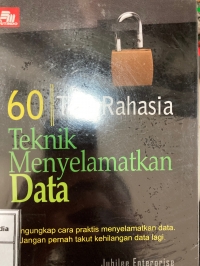 60 Rahasia
Teknik
Menyelamatkan
Data
ngungkap cara praktis menyelamatkan data.
Jangan pernah takut kehilangan data lagi.
Jubilee Enterprise